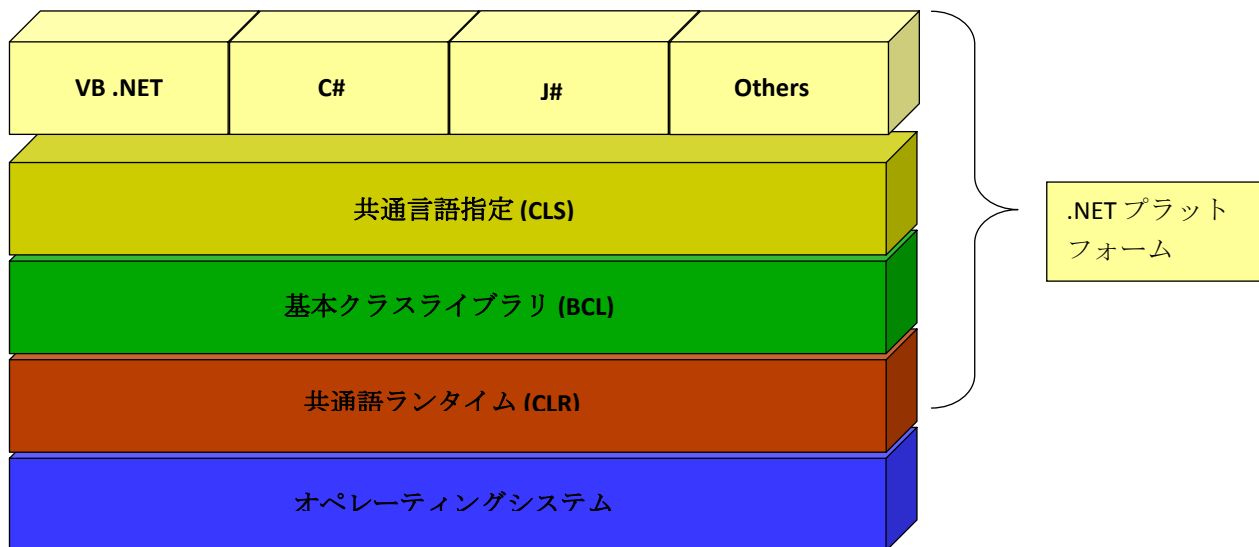 VB .NET
C#
J#
Others
共通言語指定 (CLS)
.NET プラット
フォーム
基本クラスライブラリ (BCL)
共通語ランタイム (CLR)
オペレーティングシステム